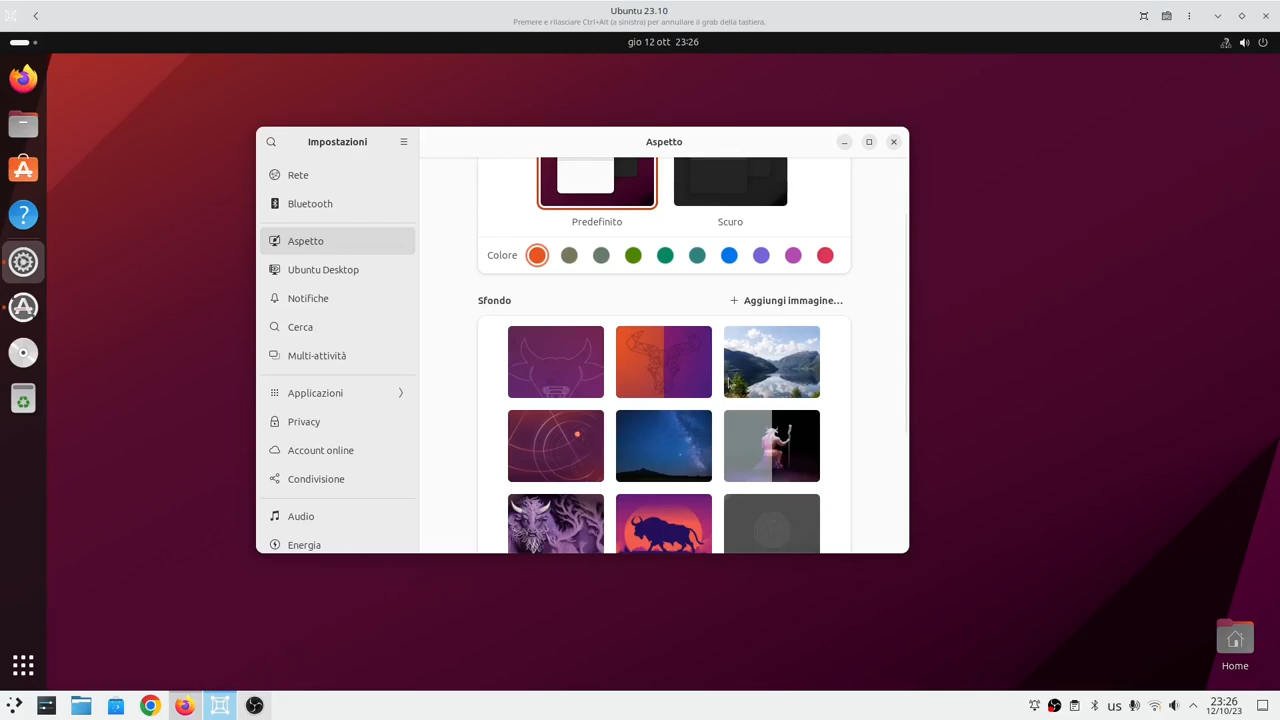 Ubuntu 23.10
Premere e rilasciare Ctrl+Alt (a sinistra) per annullare il grab della tastiera.
gio 12 ott 23:26
Impostazioni
Aspetto
Rete
Bluetooth
Aspetto
Ubuntu Desktop
Notifiche
Cerca
Multi-attività
Applicazioni
Privacy
Account online
Condivisione
Audio
Energia
Predefinito
Scuro
Colore
Sfondo
+ Aggiungi immagine…
Home
us
23:26
12/10/23